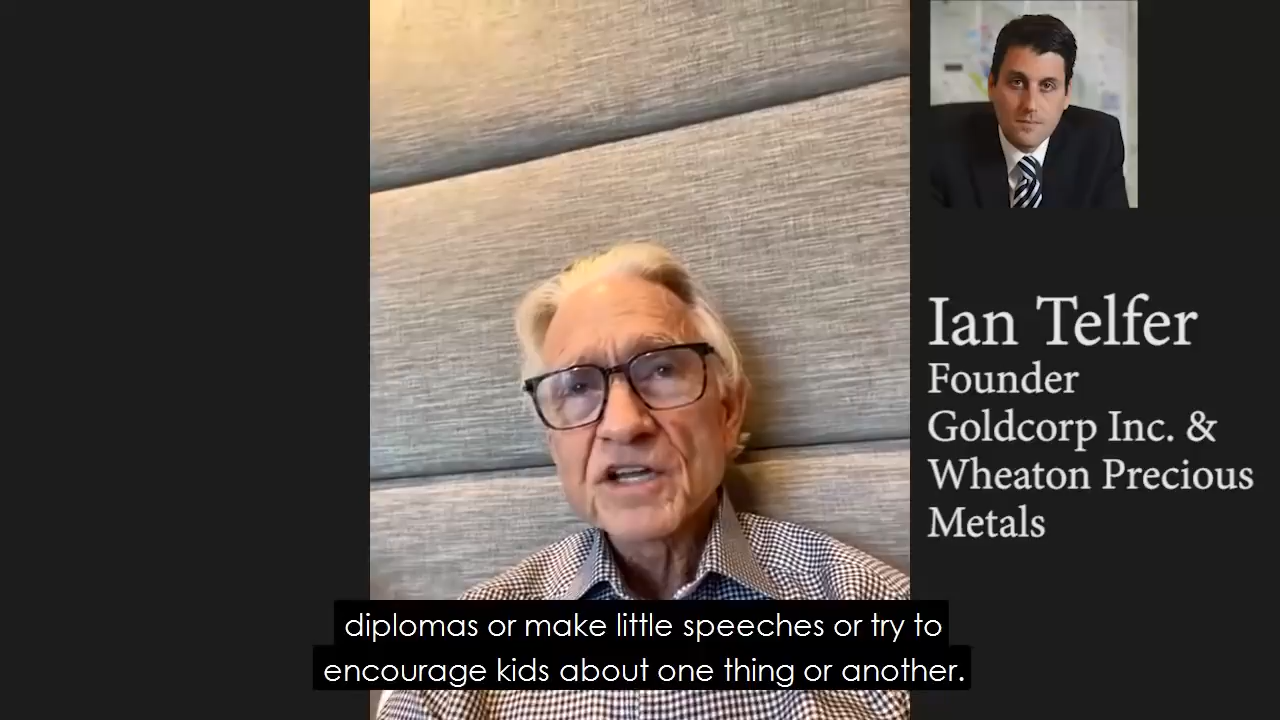 Ian Telfer
Founder
Goldcorp Inc. &
Wheaton Precious
Metals
diplomas or make little speeches or try to
encourage kids about one thing or another.